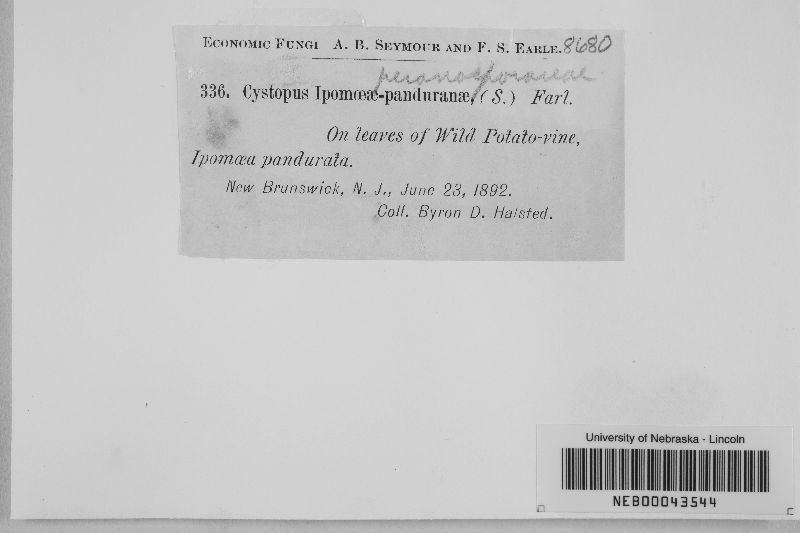 Economic Fungi A. B. Seymour and F. S. Earle. 8680
peronosporaceae
336. Cystopus Ipomœæ-panduranæ, (S.) Farl.
On leaves of Wild Potato-vine,
Ipomœa pandurata.
New Brunswick, N. J., June 23, 1892.
Coll. Byron D. Halsted.
University of Nebraska - Lincoln
NEB00043544